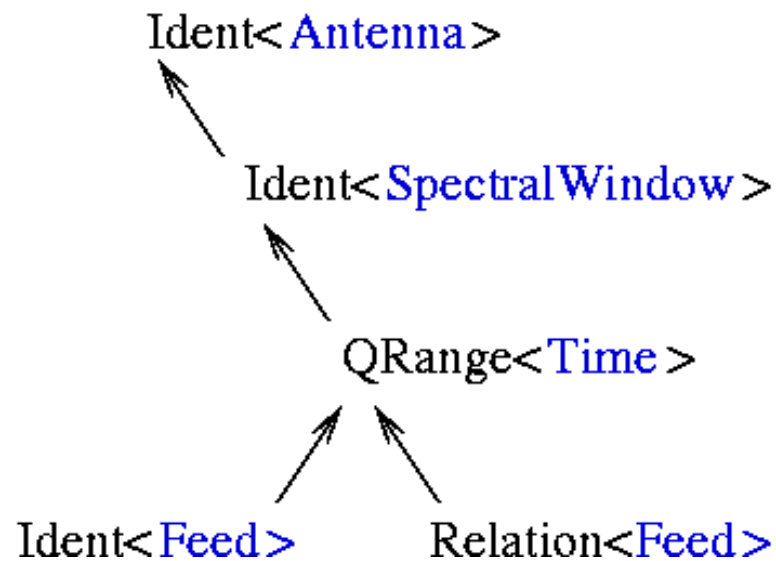 Ident<Antenna>
Ident<SpectralWindow>
QRange<Time>
Ident<Feed> Relation<Feed>